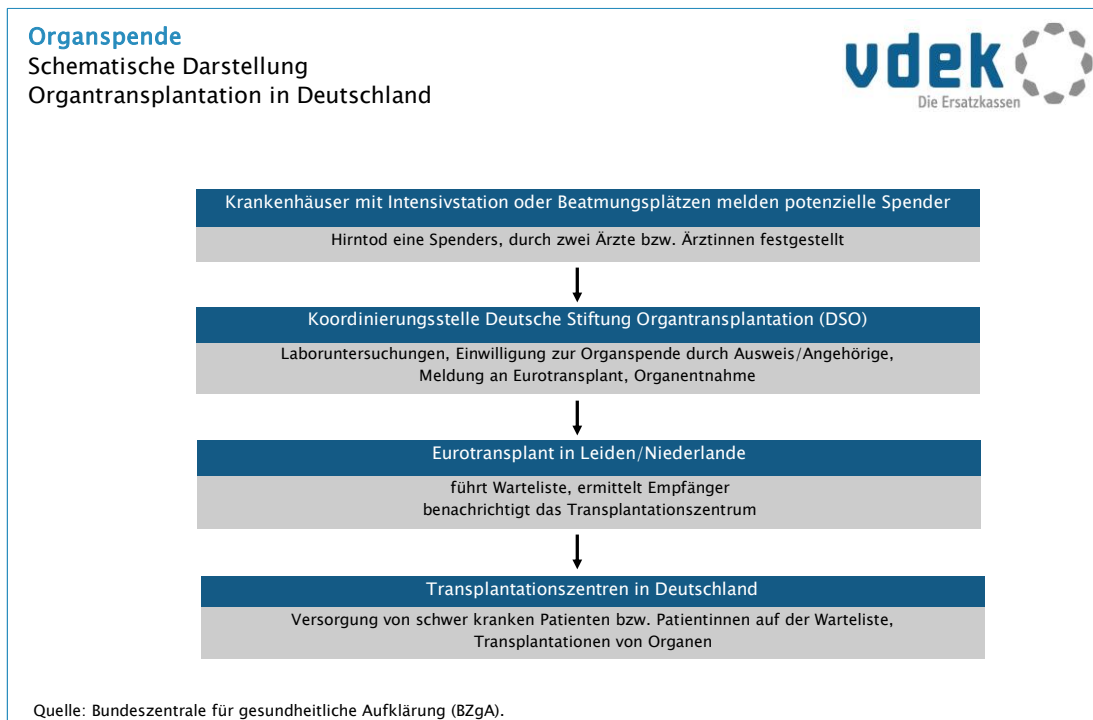 Organspende
Schematische Darstellung
Organtransplantation in Deutschland
vdek
Die Ersatzkassen
Krankenhäuser mit Intensivstation oder Beatmungsplätzen melden potenzielle Spender
Hirntod eine Spenders, durch zwei Ärzte bzw. Ärztinnen festgestellt
Koordinierungsstelle Deutsche Stiftung Organtransplantation (DSO)
Laboruntersuchungen, Einwilligung zur Organspende durch Ausweis/Angehörige,
Meldung an Eurotransplant, Organentnahme
Eurotransplant in Leiden/Niederlande
führt Warteliste, ermittelt Empfänger
benachrichtigt das Transplantationszentrum
Transplantationszentren in Deutschland
Versorgung von schwer kranken Patienten bzw. Patientinnen auf der Warteliste,
Transplantationen von Organen
Quelle: Bundeszentrale für gesundheitliche Aufklärung (BZgA).